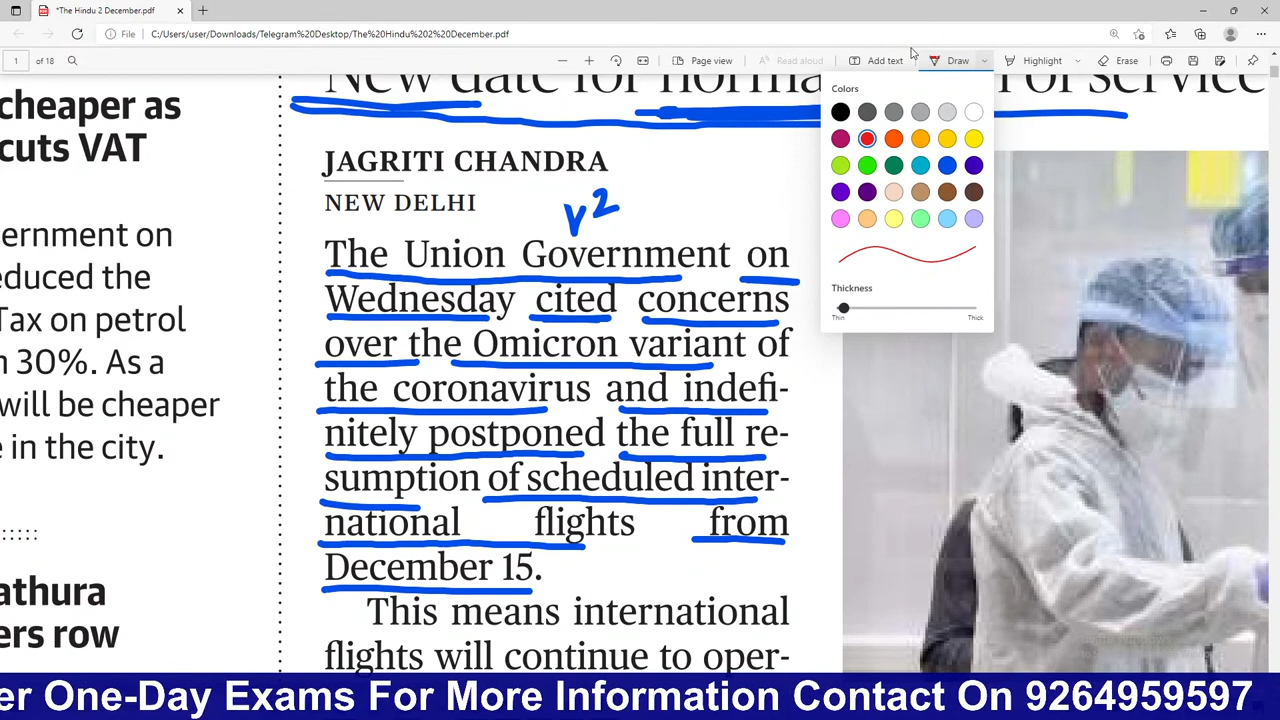 *The Hindu 2 December.pdf
File
C:/Users/user/Downloads/Telegram%20Desktop/The%20Hindu%202%20December.pdf
1 of 18
Page view
Read aloud
Add text
Draw
Highlight
Erase
Colors
Thickness
Thin
Thick
cheaper as
cuts VAT
ernment on
educed the
Tax on petrol
30%. As a
will be cheaper
e in the city.
athura
ers row
New date for norma
of service
JAGRITI CHANDRA
NEW DELHI
v2
The Union Government on
Wednesday cited concerns
over the Omicron variant of
the coronavirus and indefi-
nitely postponed the full re-
sumption of scheduled inter-
national flights from
December 15.
This means international
flights will continue to oper-
er One-Day Exams For More Information Contact On 9264959597